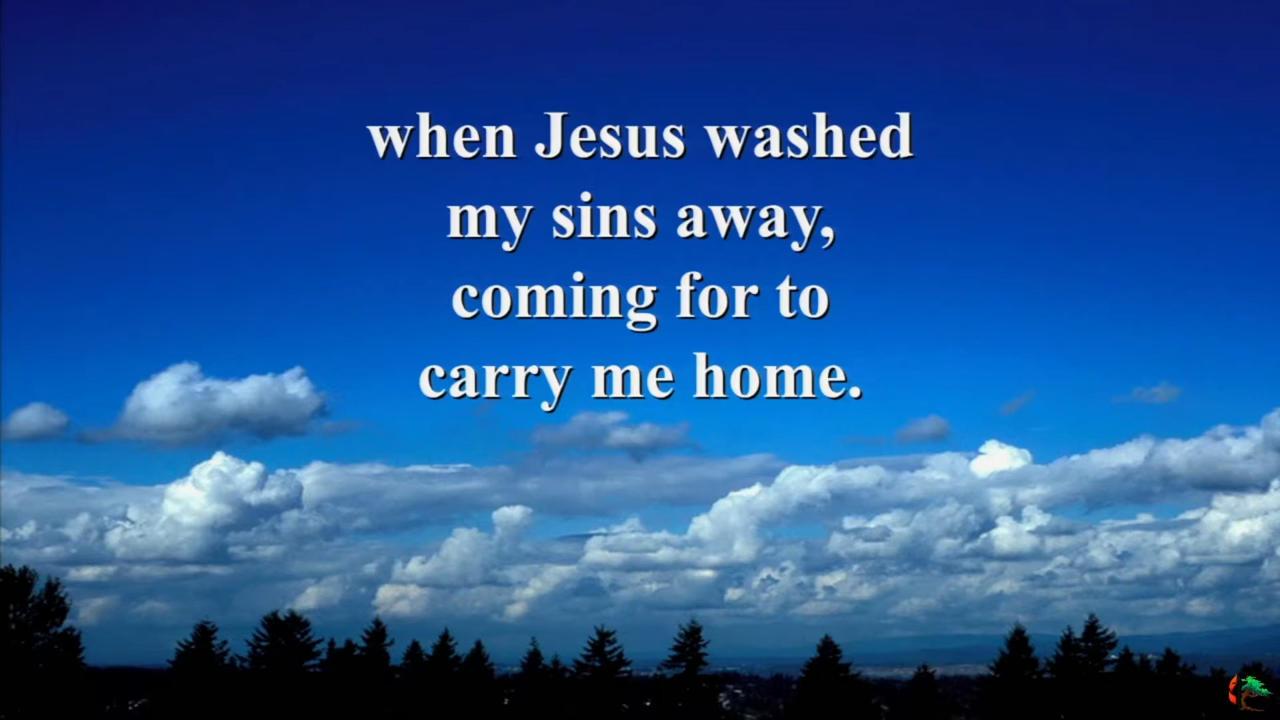 when Jesus washed
my sins away,
coming for to
carry me home.